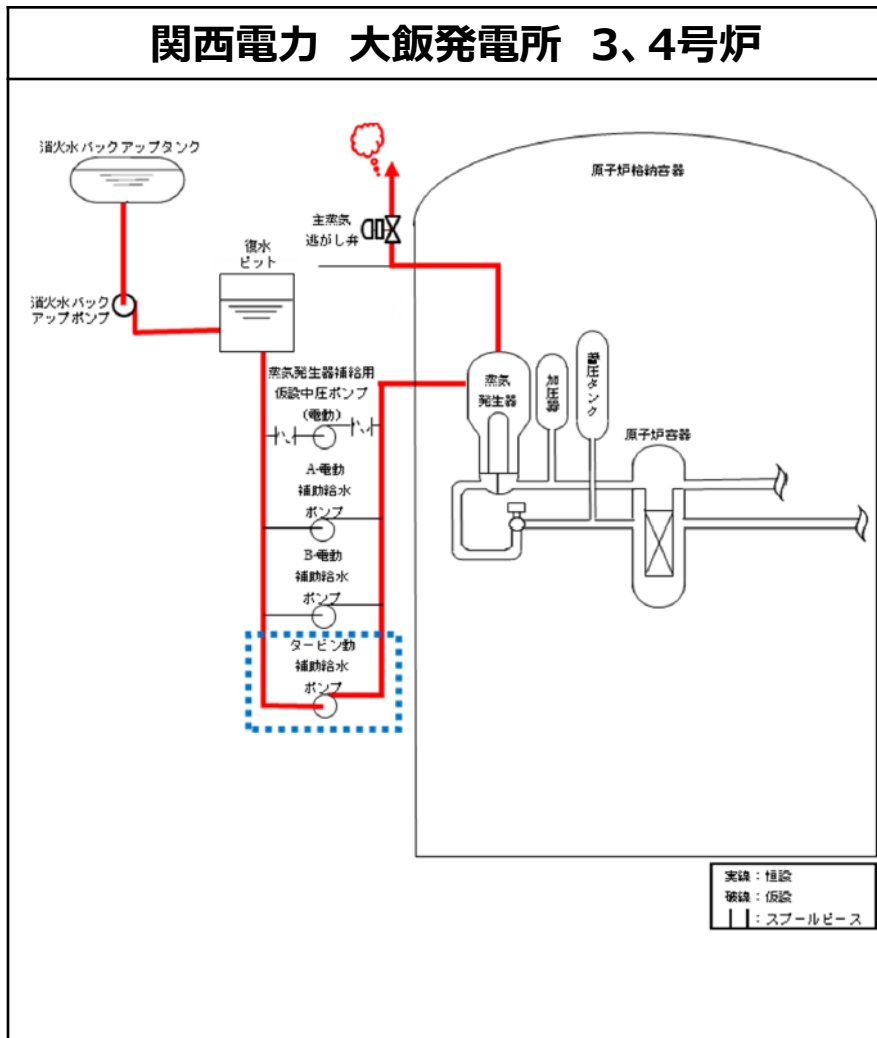 関西電力 大飯発電所 3、4号炉
消火水バックアップタンク
主蒸気
逃がし弁
原子炉格納容器
復水
ピット
消火水バック
アップポンプ
蒸気発生器補給用
仮設中圧ポンプ
(電動)
蒸気
発生器
加圧器
蓄圧タンク
原子炉容器
A-電動
補助給水
ポンプ
B-電動
補助給水
ポンプ
タービン動
補助給水
ポンプ
実線：恒設
破線：仮設
：スプールピース